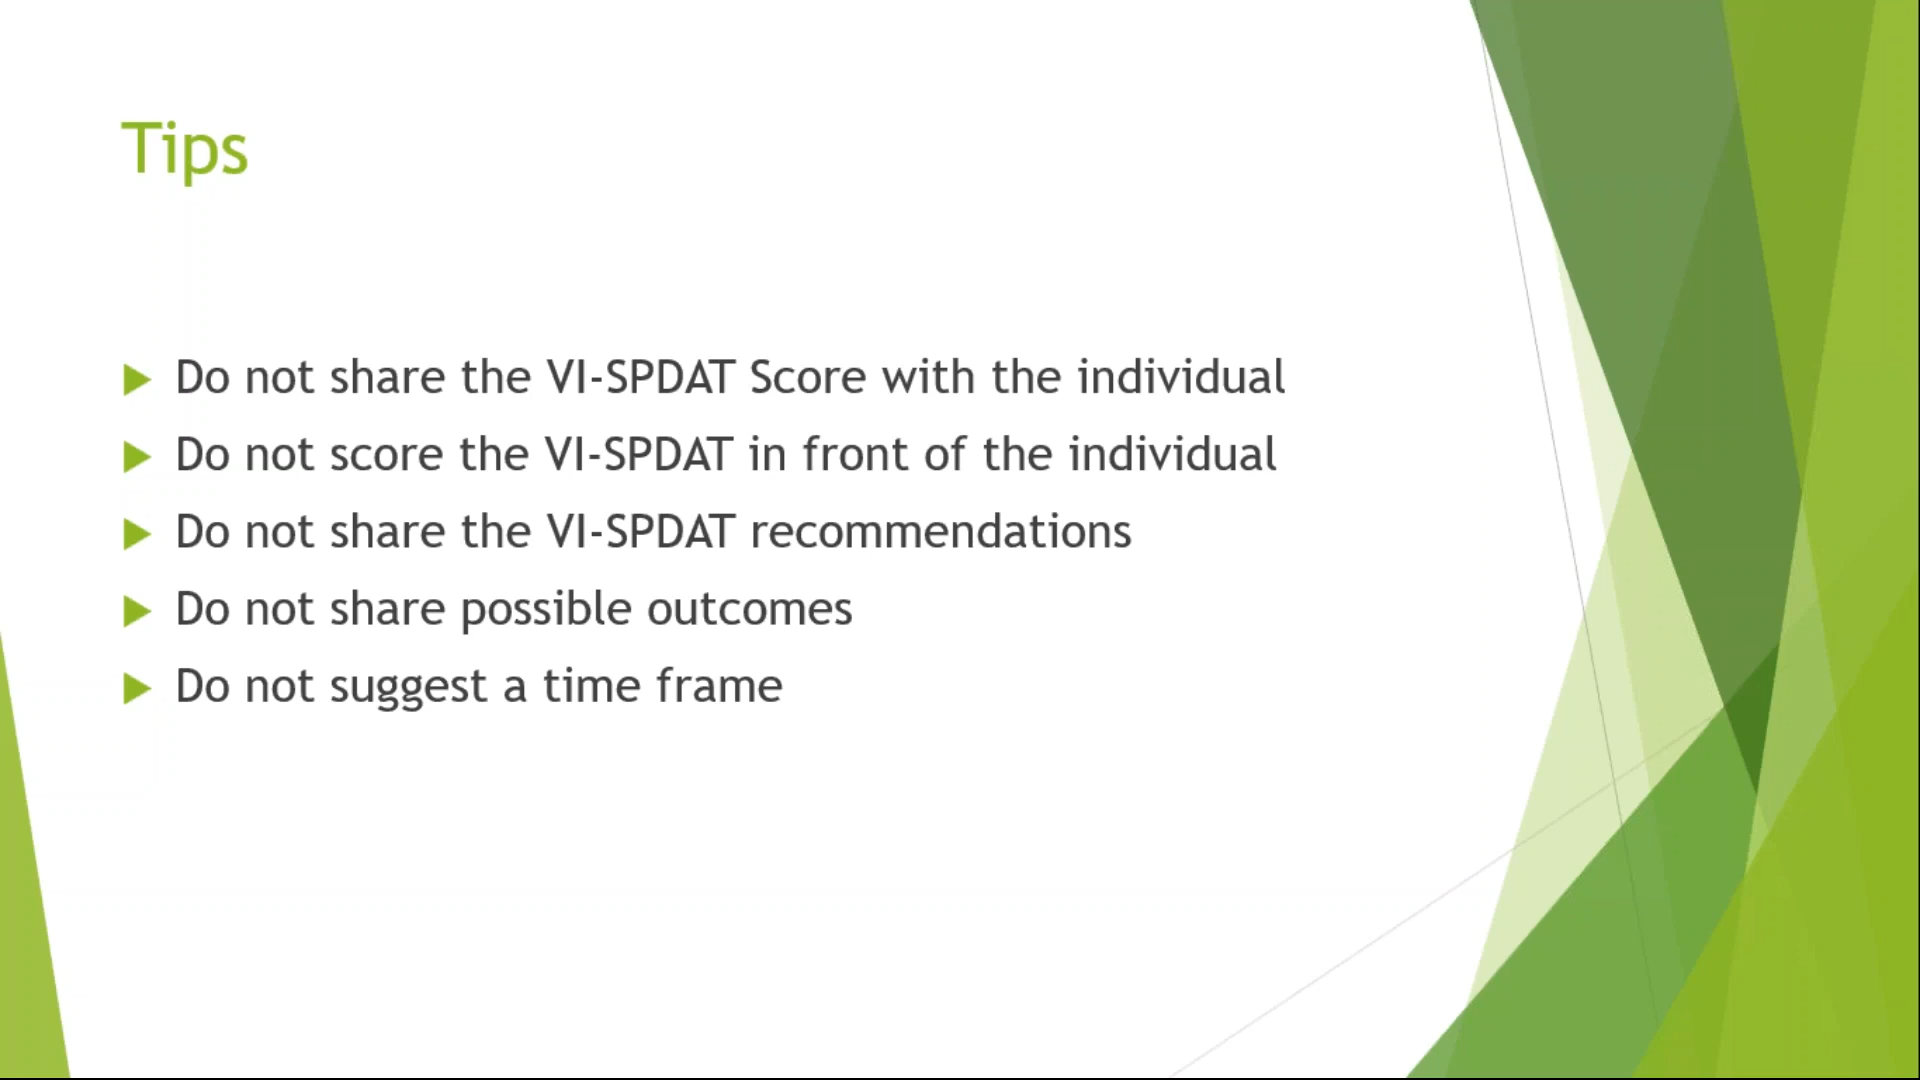 Tips
Do not share the VI-SPDAT Score with the individual
Do not score the VI-SPDAT in front of the individual
Do not share the VI-SPDAT recommendations
Do not share possible outcomes
Do not suggest a time frame